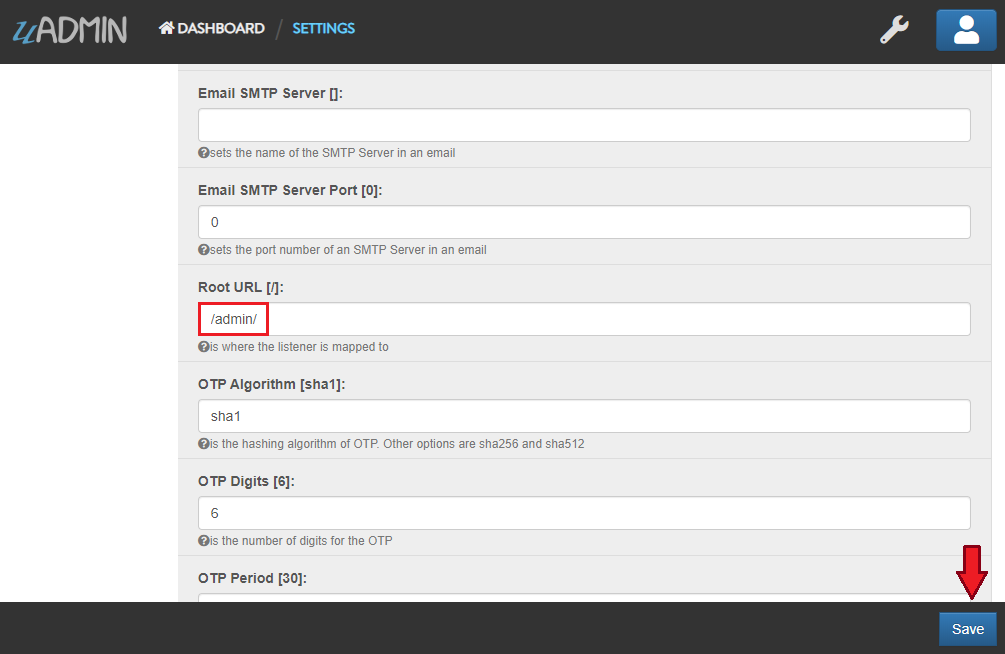 uADMIN DASHBOARD / SETTINGS
Email SMTP Server []:
sets the name of the SMTP Server in an email
Email SMTP Server Port [0]:
0
sets the port number of an SMTP Server in an email
Root URL [/]:
/admin/
is where the listener is mapped to
OTP Algorithm [sha1]:
sha1
is the hashing algorithm of OTP. Other options are sha256 and sha512
OTP Digits [6]:
6
is the number of digits for the OTP
OTP Period [30]:
Save